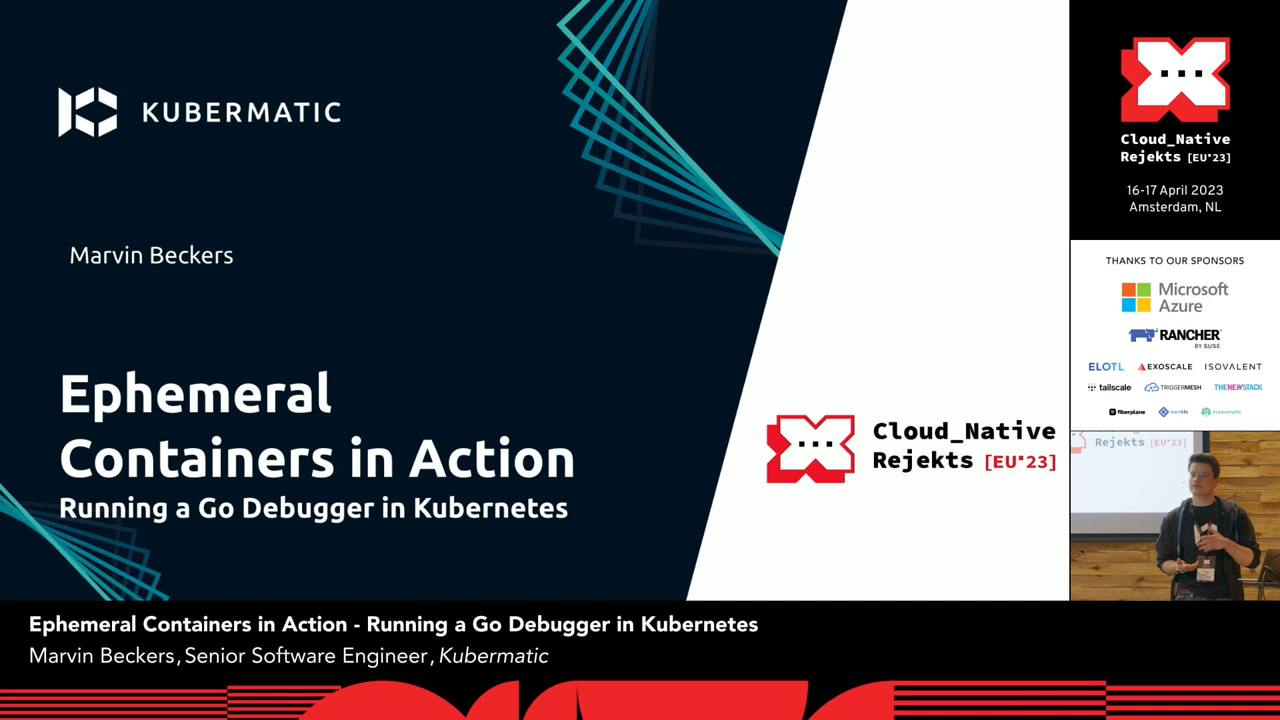 KUBERMATIC
Marvin Beckers
Ephemeral
Containers in Action
Running a Go Debugger in Kubernetes
Cloud_Native
Rejekts [EU'23]
Cloud_Native
Rejekts [EU'23]
16-17 April 2023
Amsterdam, NL
THANKS TO OUR SPONSORS
Microsoft
Azure
RANCHER
BY SUSE
ELOTL EXOSCALE ISOVALENT
tailscale TRIGGERMESH THENEWSTACK
fiberplane
Rejekts [EU'23]
Ephemeral Containers in Action - Running a Go Debugger in Kubernetes
Marvin Beckers, Senior Software Engineer, Kubermatic